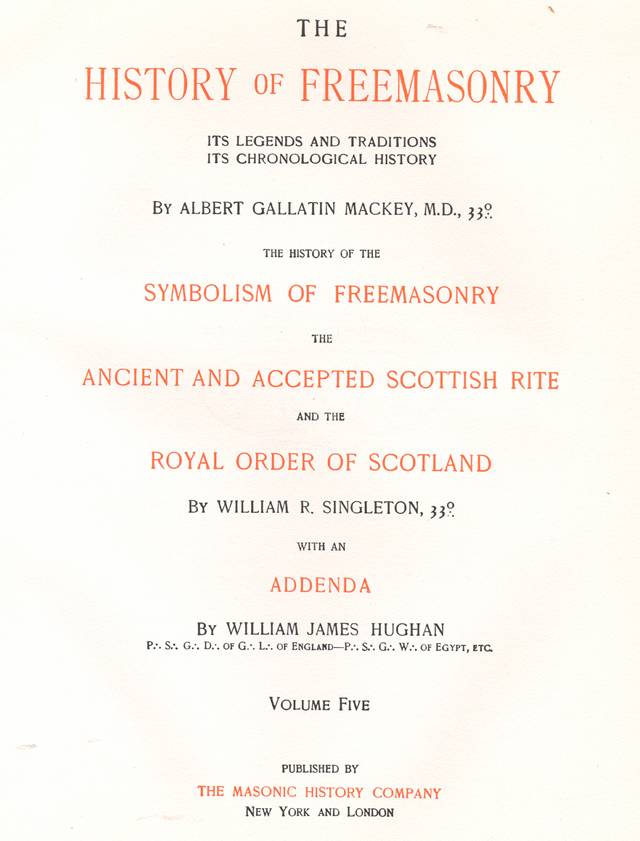 THE
HISTORY OF FREEMASONRY
ITS LEGENDS AND TRADITIONS
ITS CHRONOLOGICAL HISTORY
BY ALBERT GALLATIN MACKEY, M.D., 33º
THE HISTORY OF THE
SYMBOLISM OF FREEMASONRY
THE
ANCIENT AND ACCEPTED SCOTTISH RITE
AND THE
ROYAL ORDER OF SCOTLAND
BY WILLIAM R. SINGLETON, 33º
WITH AN
ADDENDA
BY WILLIAM JAMES HUGHAN
P∴ S∴ G∴ D∴ OF G∴ L∴ OF ENGLAND—P∴ S∴ G∴ W∴ OF EGYPT, ETC.
VOLUME FIVE
PUBLISHED BY
THE MASONIC HISTORY COMPANY
NEW YORK AND LONDON